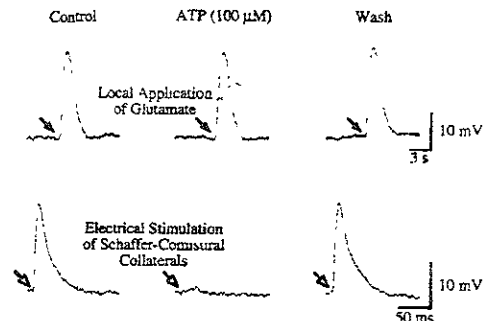 Control
ATP (100 µM)
Wash
Local Application
of Glutamate
10 mV
3 s
Electrical Stimulation
of Schaffer-Comisural
Collaterals
10 mV
50 ms